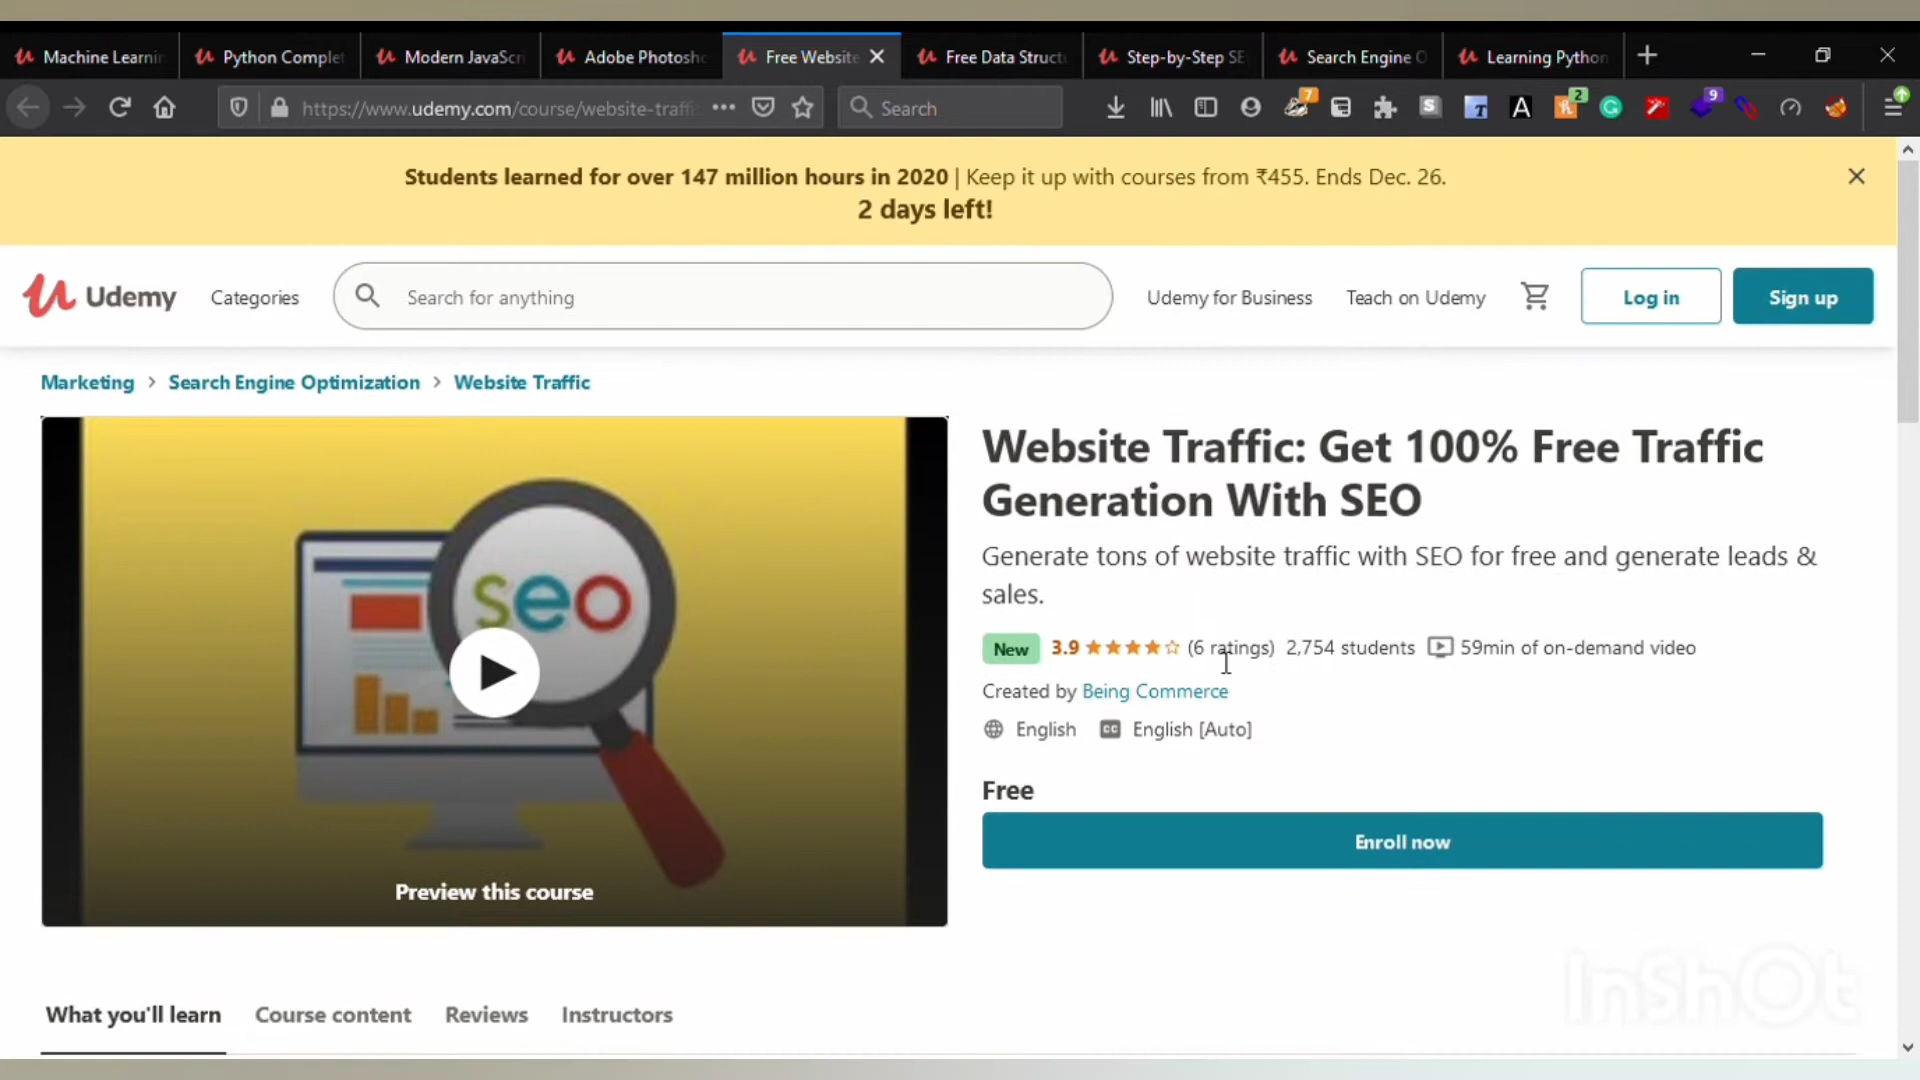 Machine Learnin
Python Complet
Modern JavaScri
Adobe Photosh
Free Website
Free Data Structu
Step-by-Step SE
Search Engine O
Learning Python
https://www.udemy.com/course/website-traffi
Search
7
2
9
Students learned for over 147 million hours in 2020 | Keep it up with courses from ₹455. Ends Dec. 26.
2 days left!
Udemy
Categories
Search for anything
Udemy for Business
Teach on Udemy
Log in
Sign up
Marketing > Search Engine Optimization > Website Traffic
seo
Preview this course
Website Traffic: Get 100% Free Traffic
Generation With SEO
Generate tons of website traffic with SEO for free and generate leads &
sales.
New 3.9 (6 ratings) 2,754 students 59min of on-demand video
Created by Being Commerce
English CC English [Auto]
Free
Enroll now
What you'll learn
Course content
Reviews
Instructors
InShOt